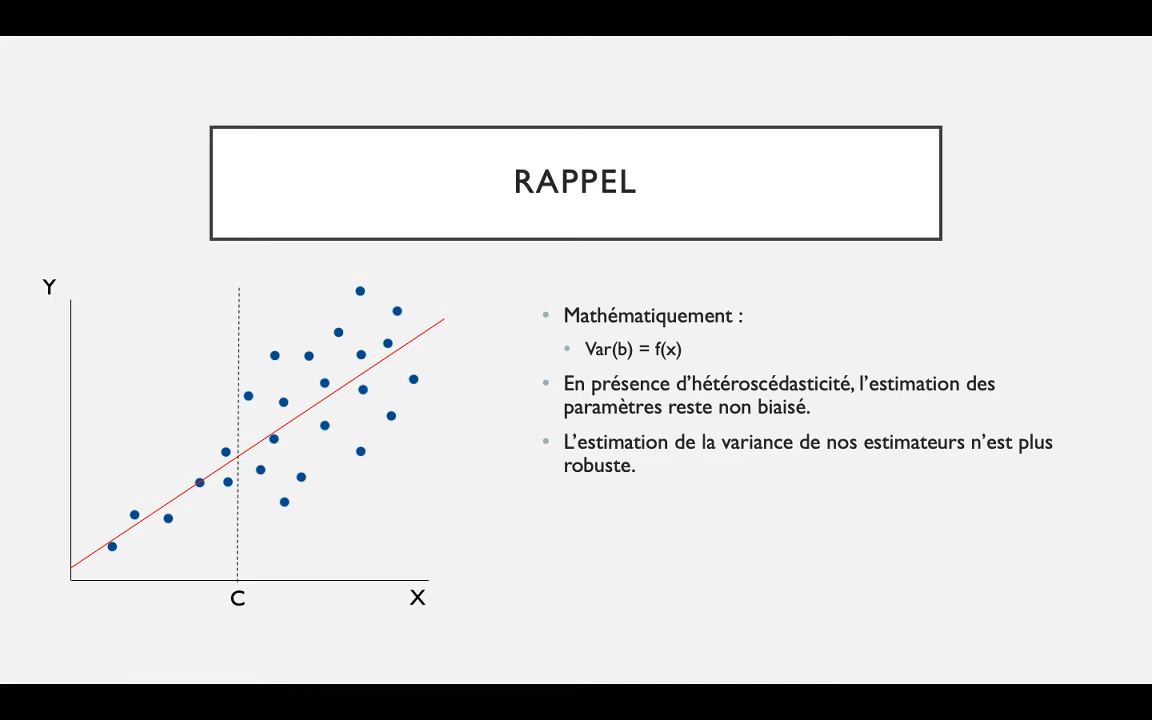 RAPPEL
Y
C
X
• Mathématiquement :
• Var(b) = f(x)
• En présence d’hétéroscédasticité, l’estimation des
paramètres reste non biaisé.
• L’estimation de la variance de nos estimateurs n’est plus
robuste.